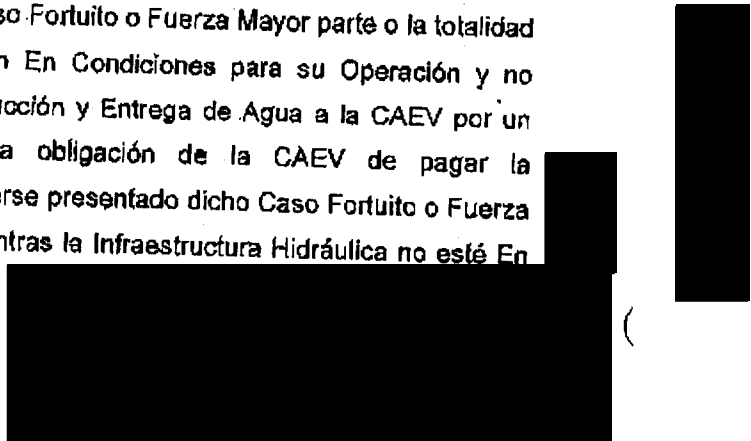 so Fortuito o Fuerza Mayor parte o la totalidad
n En Condiciones para su Operación y no
cción y Entrega de Agua a la CAEV por un
a obligación de la CAEV de pagar la
rse presentado dicho Caso Fortuito o Fuerza
ntras la Infraestructura Hidráulica no esté En
(